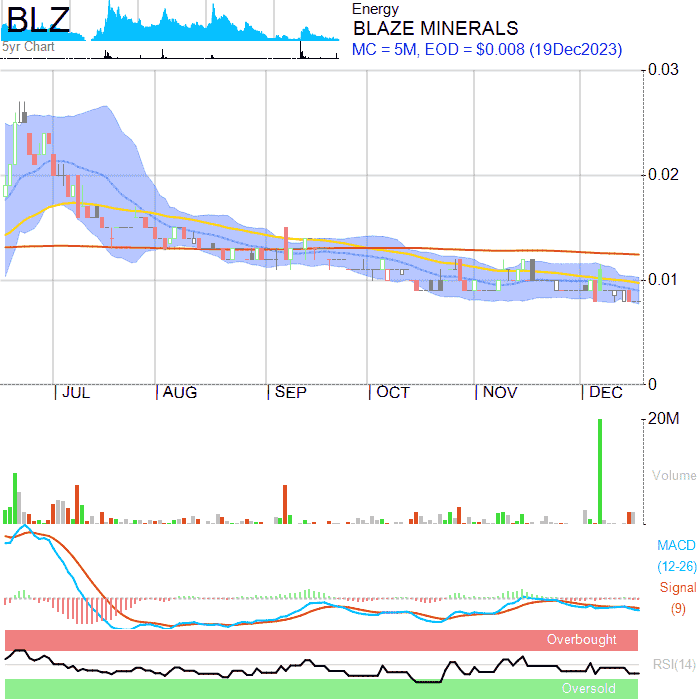 BLZ
5yr Chart
Energy
BLAZE MINERALS
MC = 5M, EOD = $0.008 (19Dec2023)
0.03
0.02
0.01
0
JUL AUG SEP OCT NOV DEC
20M
Volume
MACD
(12-26)
Signal
(9)
Overbought
RSI(14)
Oversold